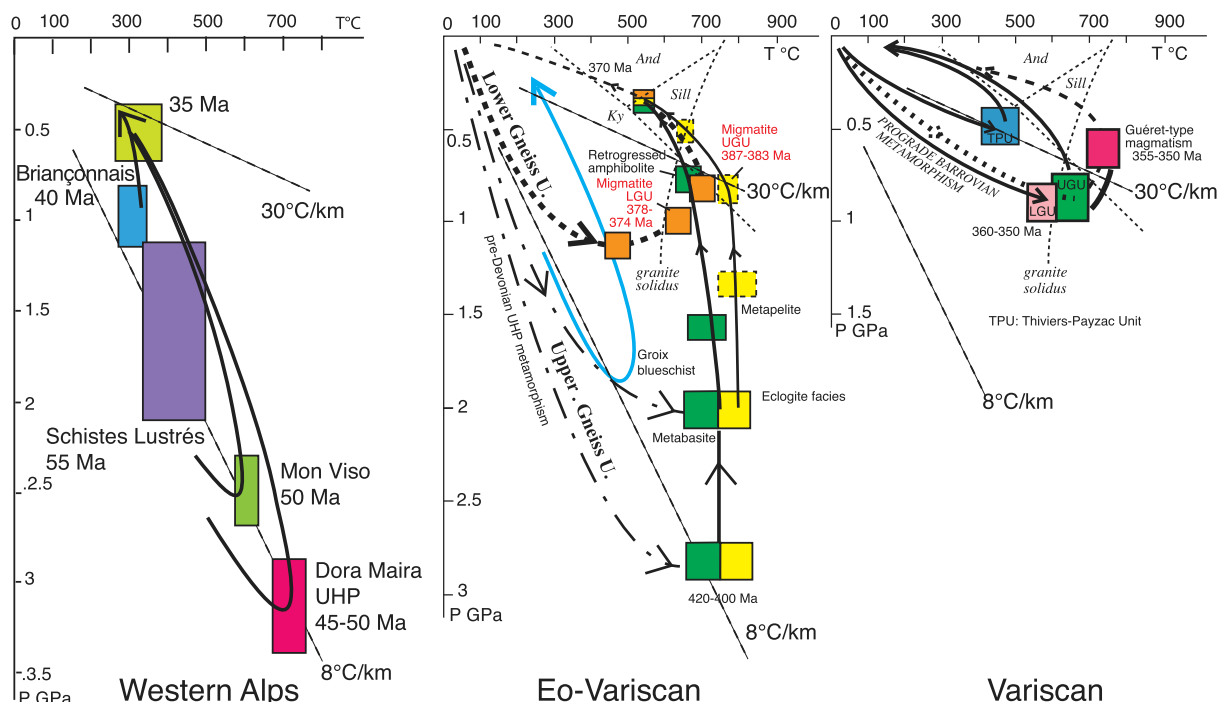 100
300
500
700
T°C
0
0.5
1
1.5
2
.2.5
3
.3.5
P GPa
35 Ma
Briançonnais
40 Ma
30°C/km
Schistes Lustrés
55 Ma
Mon Viso
50 Ma
Dora Maira
UHP
45-50 Ma
8°C/km
Western Alps
0
100
300
500
700
900
T °C
0.5
1
1.5
2
2.5
3
P GPa
And
370 Ma
Sill
Ky
Lower Gneiss U.
Migmatite
UGU
387-383 Ma
Retrogressed
amphibolite
Migmatite
LGU
378-
374 Ma
30°C/km
granite
solidus
Metapelite
pre-Devonian UHP metamorphism
Upper . Gneiss U.
Groix
blueschist
Eclogite facies
Metabasite
420-400 Ma
8°C/km
Eo-Variscan
0
100
300
500
700
900
T °C
0.5
1
1.5
P GPa
And
Sill
TPU
Guéret-type
magmatism
355-350 Ma
PROGRADE BARROVIAN
METAMORPHISM
UGU
LGU
30°C/km
360-350 Ma
granite
solidus
TPU: Thiviers-Payzac Unit
8°C/km
Variscan